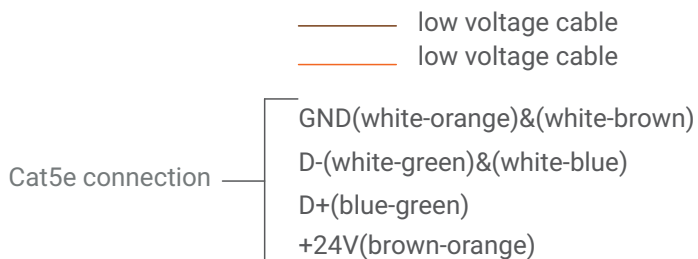 low voltage cable
low voltage cable
GND(white-orange)&(white-brown)
D-(white-green)&(white-blue)
Cat5e connection
D+(blue-green)
+24V(brown-orange)